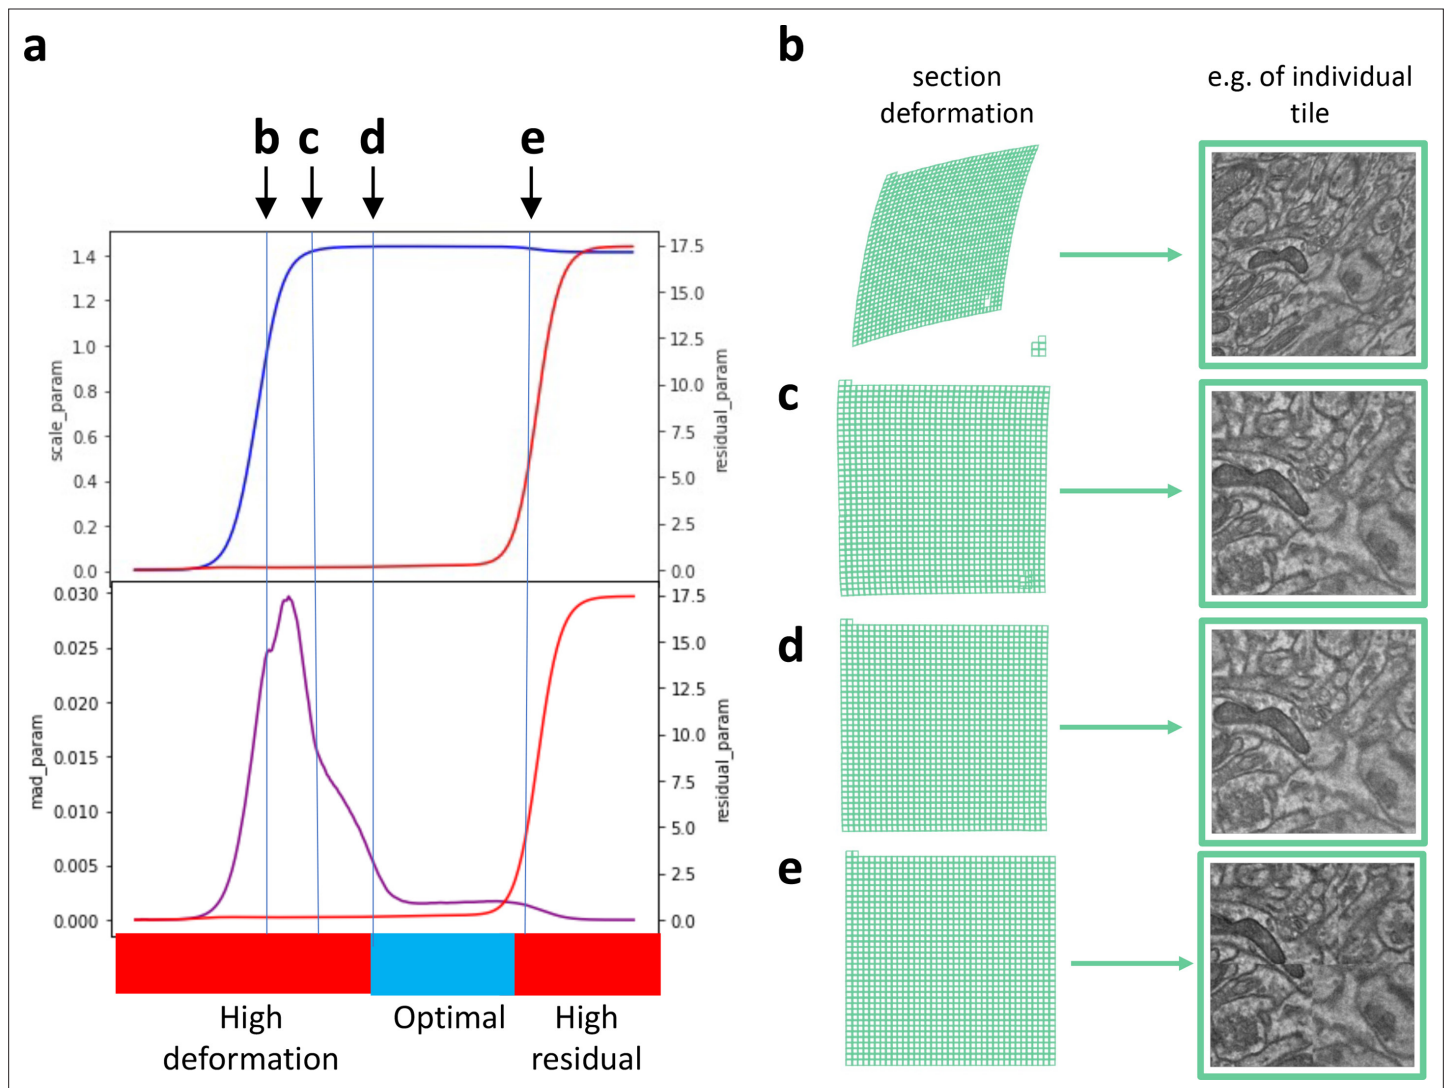 a
b c d e
1.4
1.2
1.0
0.8
0.6
0.4
0.2
0.0
scale_param
17.5
15.0
12.5
10.0
7.5
5.0
2.5
0.0
residual_param
0.030
0.025
0.020
0.015
0.010
0.005
0.000
mad_param
17.5
15.0
12.5
10.0
7.5
5.0
2.5
0.0
residual_param
High
deformation
Optimal
High
residual
b
section
deformation
e.g. of individual
tile
c
d
e